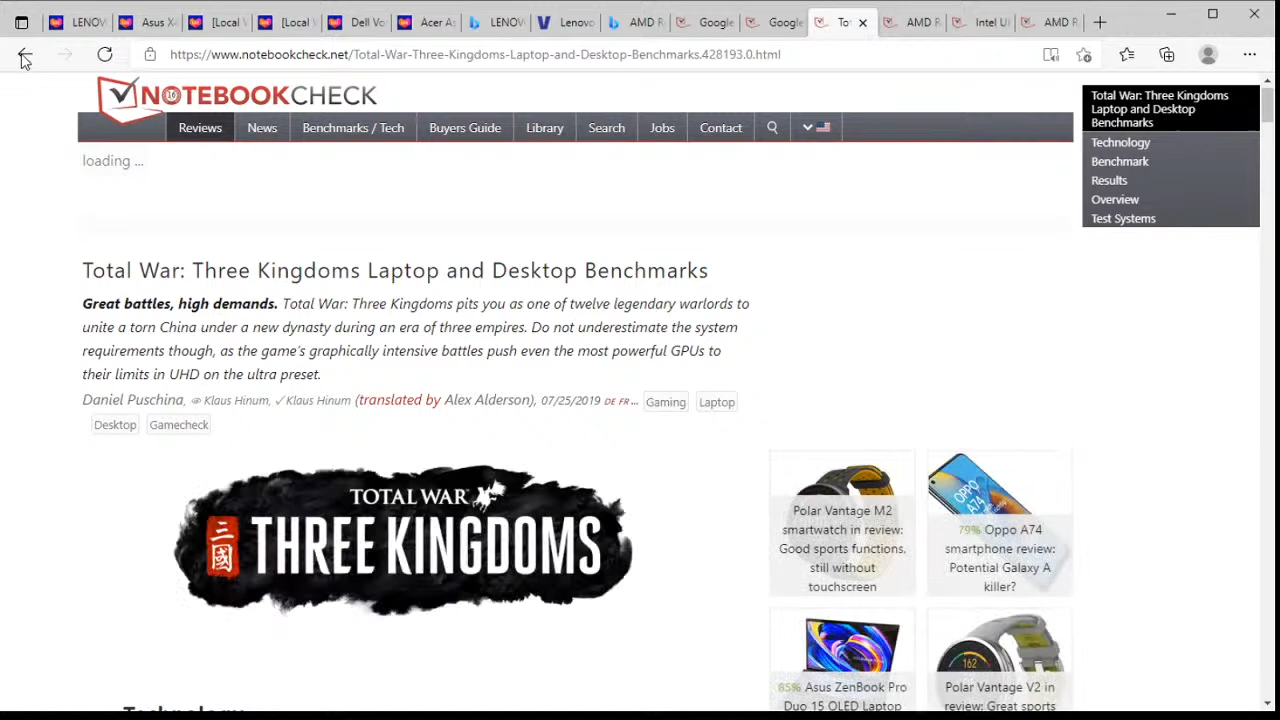 LENOV
Asus X
[Local
[Local
Dell Vo
Acer As
LENOV
Lenovo
AMD R
Google
Google
Tot
AMD R
Intel U
AMD R
https://www.notebookcheck.net/Total-War-Three-Kingdoms-Laptop-and-Desktop-Benchmarks.428193.0.html
NOTEBOOKCHECK
Reviews
News
Benchmarks / Tech
Buyers Guide
Library
Search
Jobs
Contact
Total War: Three Kingdoms
Laptop and Desktop
Benchmarks
Technology
Benchmark
Results
Overview
Test Systems
loading ...
Total War: Three Kingdoms Laptop and Desktop Benchmarks
Great battles, high demands. Total War: Three Kingdoms pits you as one of twelve legendary warlords to
unite a torn China under a new dynasty during an era of three empires. Do not underestimate the system
requirements though, as the game's graphically intensive battles push even the most powerful GPUs to
their limits in UHD on the ultra preset.
Daniel Puschina, Klaus Hinum, ✓Klaus Hinum (translated by Alex Alderson), 07/25/2019 DE FR ... Gaming Laptop
Desktop Gamecheck
TOTAL WAR
三國 THREE KINGDOMS
Polar Vantage M2
smartwatch in review:
Good sports functions,
still without
touchscreen
79% Oppo A74
smartphone review:
Potential Galaxy A
killer?
85% Asus ZenBook Pro
Duo 15 OLED Laptop
162
Polar Vantage V2 in
review: Great sports
Technology